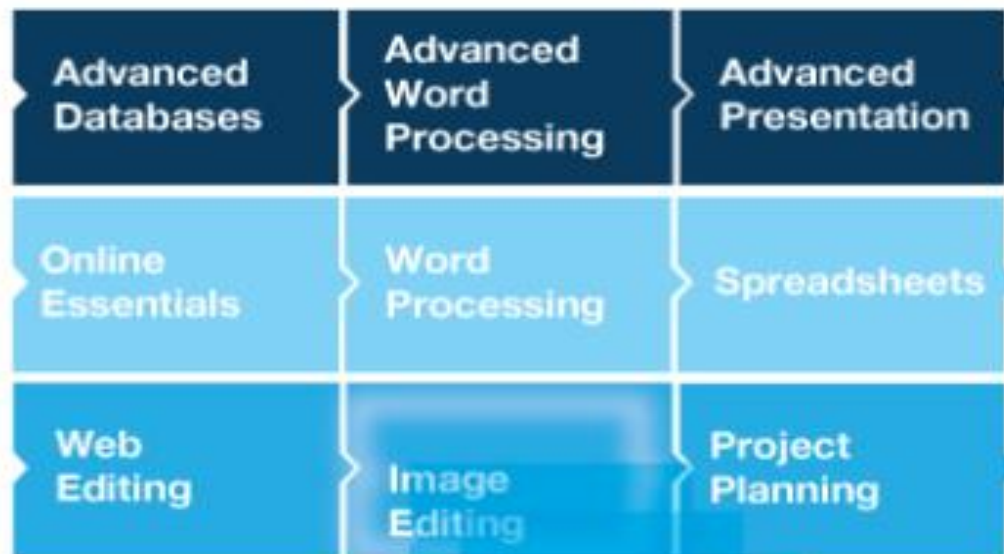 Advanced
Databases
Advanced
Word
Processing
Advanced
Presentation
Online
Essentials
Word
Processing
Spreadsheets
Web
Editing
Image
Editing
Project
Planning